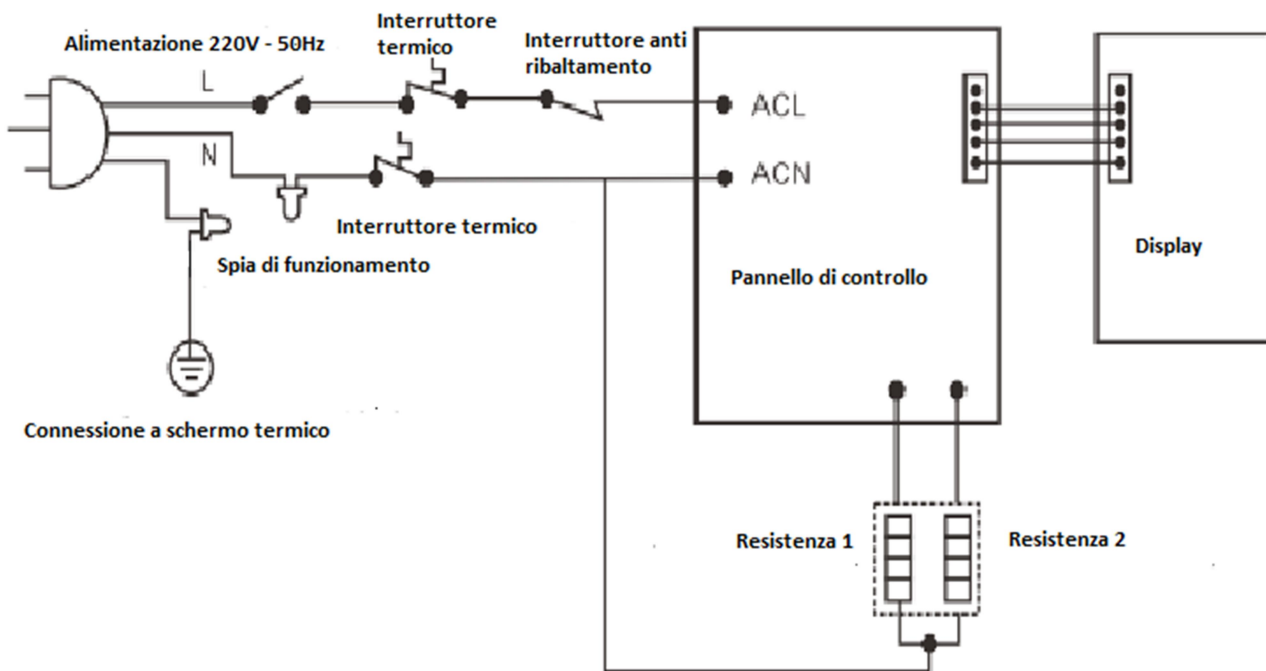 Alimentazione 220V - 50Hz
Interruttore
termico
Interruttore anti
ribaltamento
L
ACL
N
ACN
Interruttore termico
Spia di funzionamento
Pannello di controllo
Display
Connessione a schermo termico
Resistenza 1
Resistenza 2